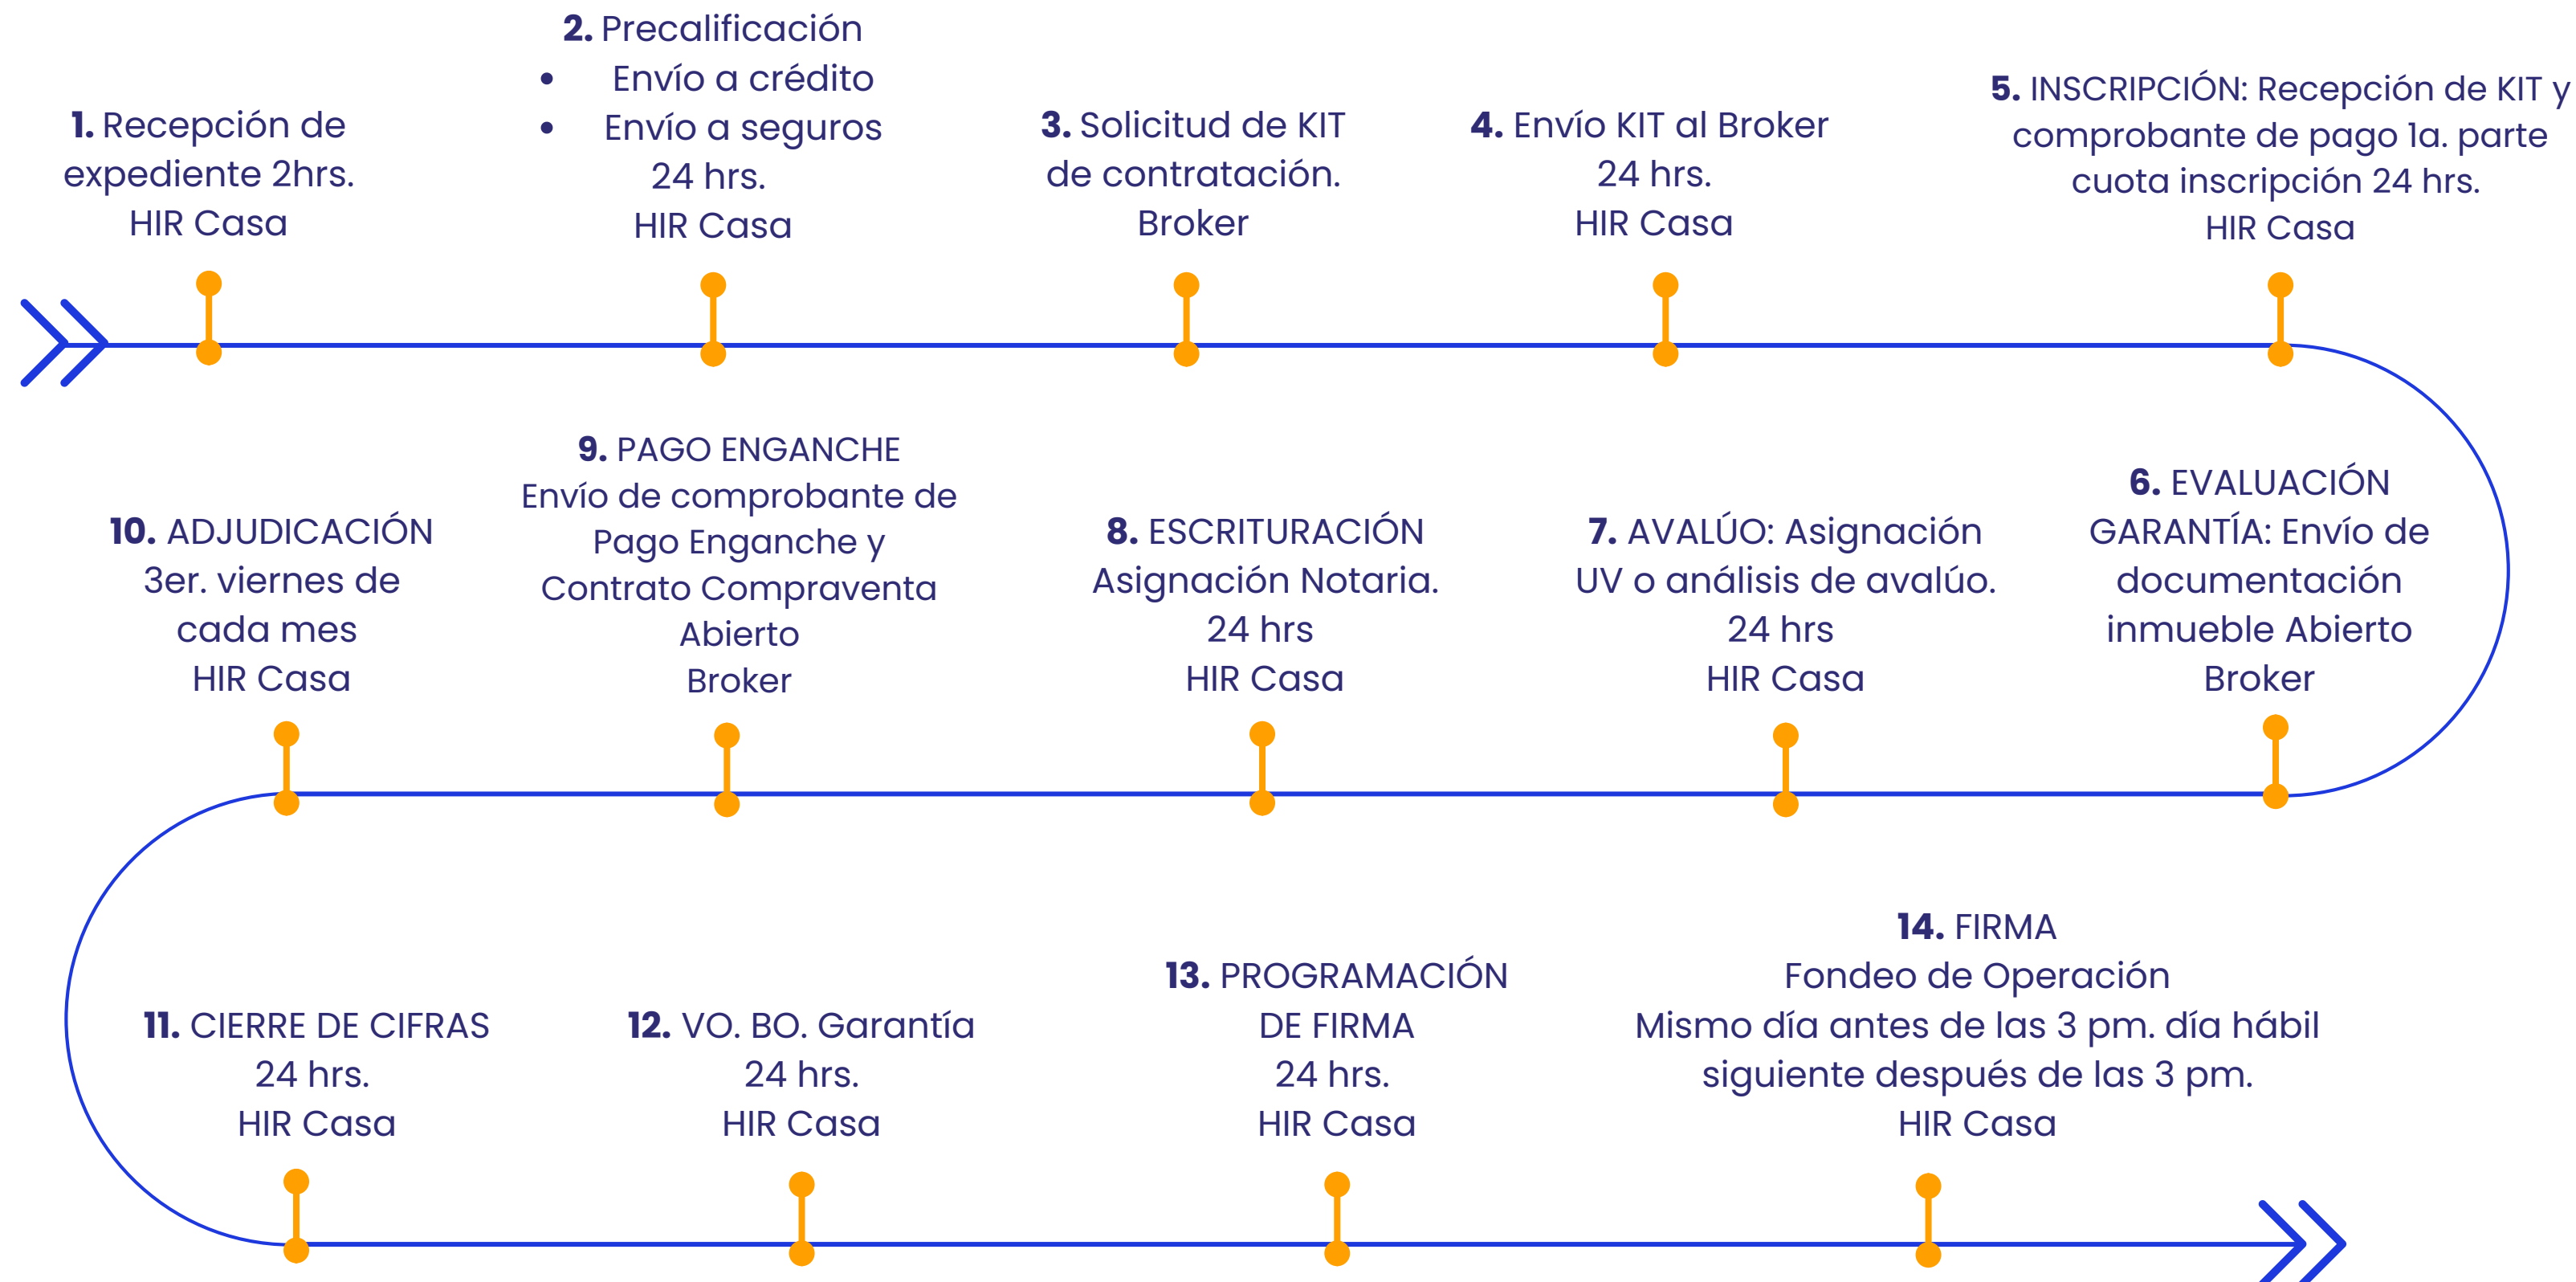 1. Recepción de
expediente 2hrs.
HIR Casa
2. Precalificación
• Envío a crédito
• Envío a seguros
24 hrs.
HIR Casa
3. Solicitud de KIT
de contratación.
Broker
4. Envío KIT al Broker
24 hrs.
HIR Casa
5. INSCRIPCIÓN: Recepción de KIT y
comprobante de pago 1a. parte
cuota inscripción 24 hrs.
HIR Casa
6. EVALUACIÓN
GARANTÍA: Envío de
documentación
inmueble Abierto
Broker
7. AVALÚO: Asignación
UV o análisis de avalúo.
24 hrs
HIR Casa
8. ESCRITURACIÓN
Asignación Notaria.
24 hrs
HIR Casa
9. PAGO ENGANCHE
Envío de comprobante de
Pago Enganche y
Contrato Compraventa
Abierto
Broker
10. ADJUDICACIÓN
3er. viernes de
cada mes
HIR Casa
11. CIERRE DE CIFRAS
24 hrs.
HIR Casa
12. VO. BO. Garantía
24 hrs.
HIR Casa
13. PROGRAMACIÓN
DE FIRMA
24 hrs.
HIR Casa
14. FIRMA
Fondeo de Operación
Mismo día antes de las 3 pm. día hábil
siguiente después de las 3 pm.
HIR Casa